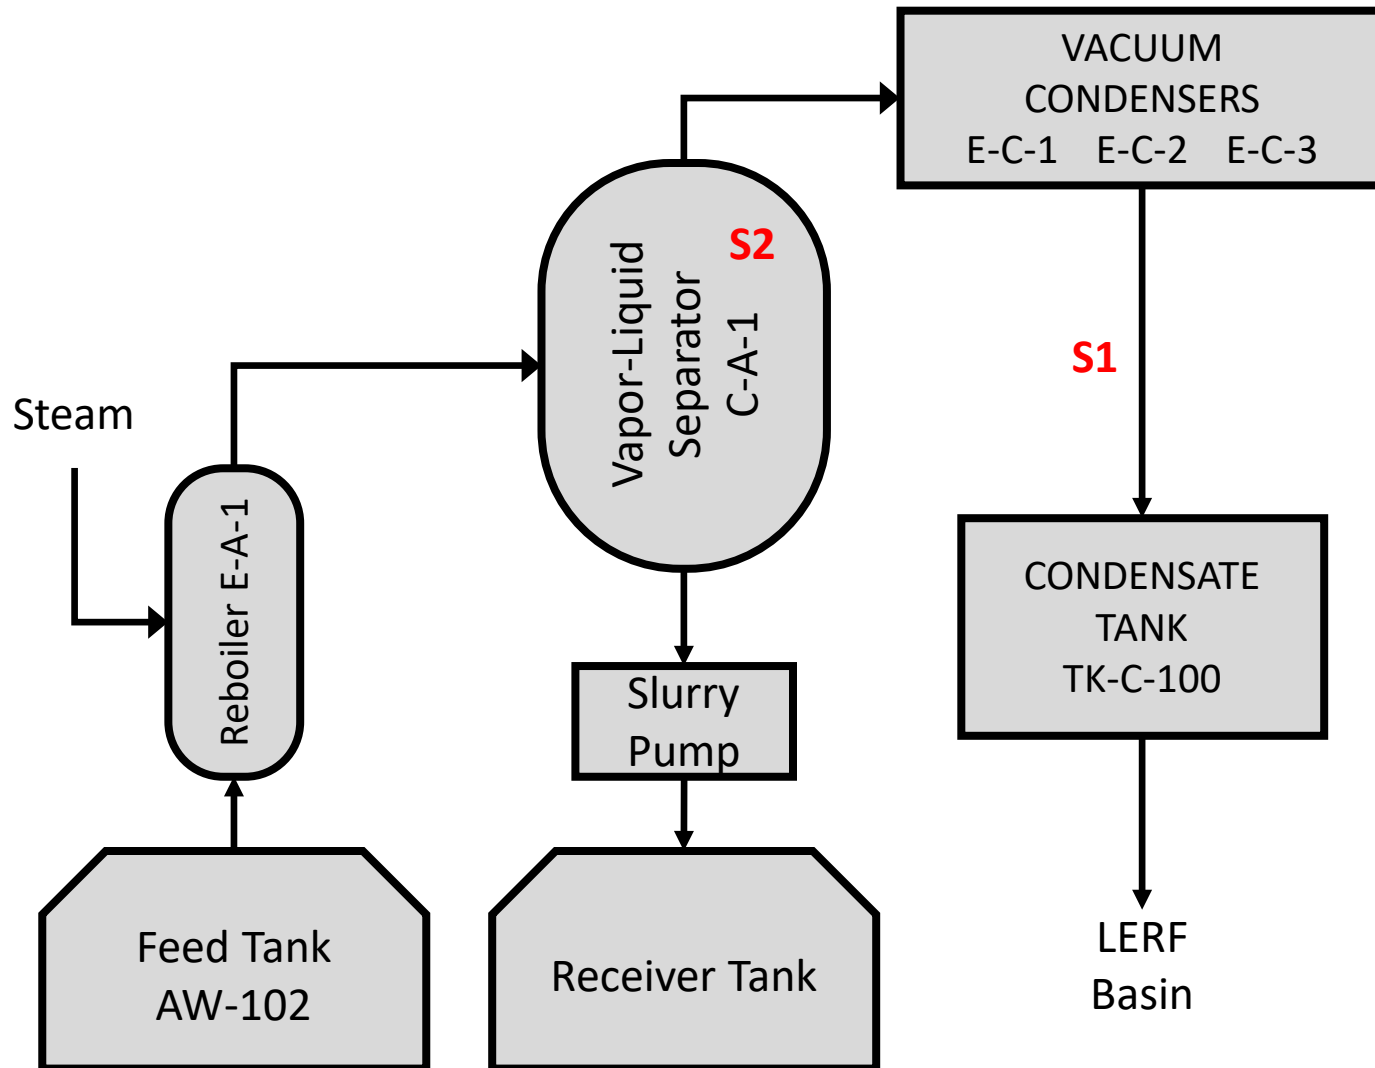 VACUUM
CONDENSERS
E-C-1 E-C-2 E-C-3
Vapor-Liquid
Separator
C-A-1
S2
S1
Steam
Reboiler E-A-1
CONDENSATE
TANK
TK-C-100
Slurry
Pump
Feed Tank
AW-102
Receiver Tank
LERF
Basin